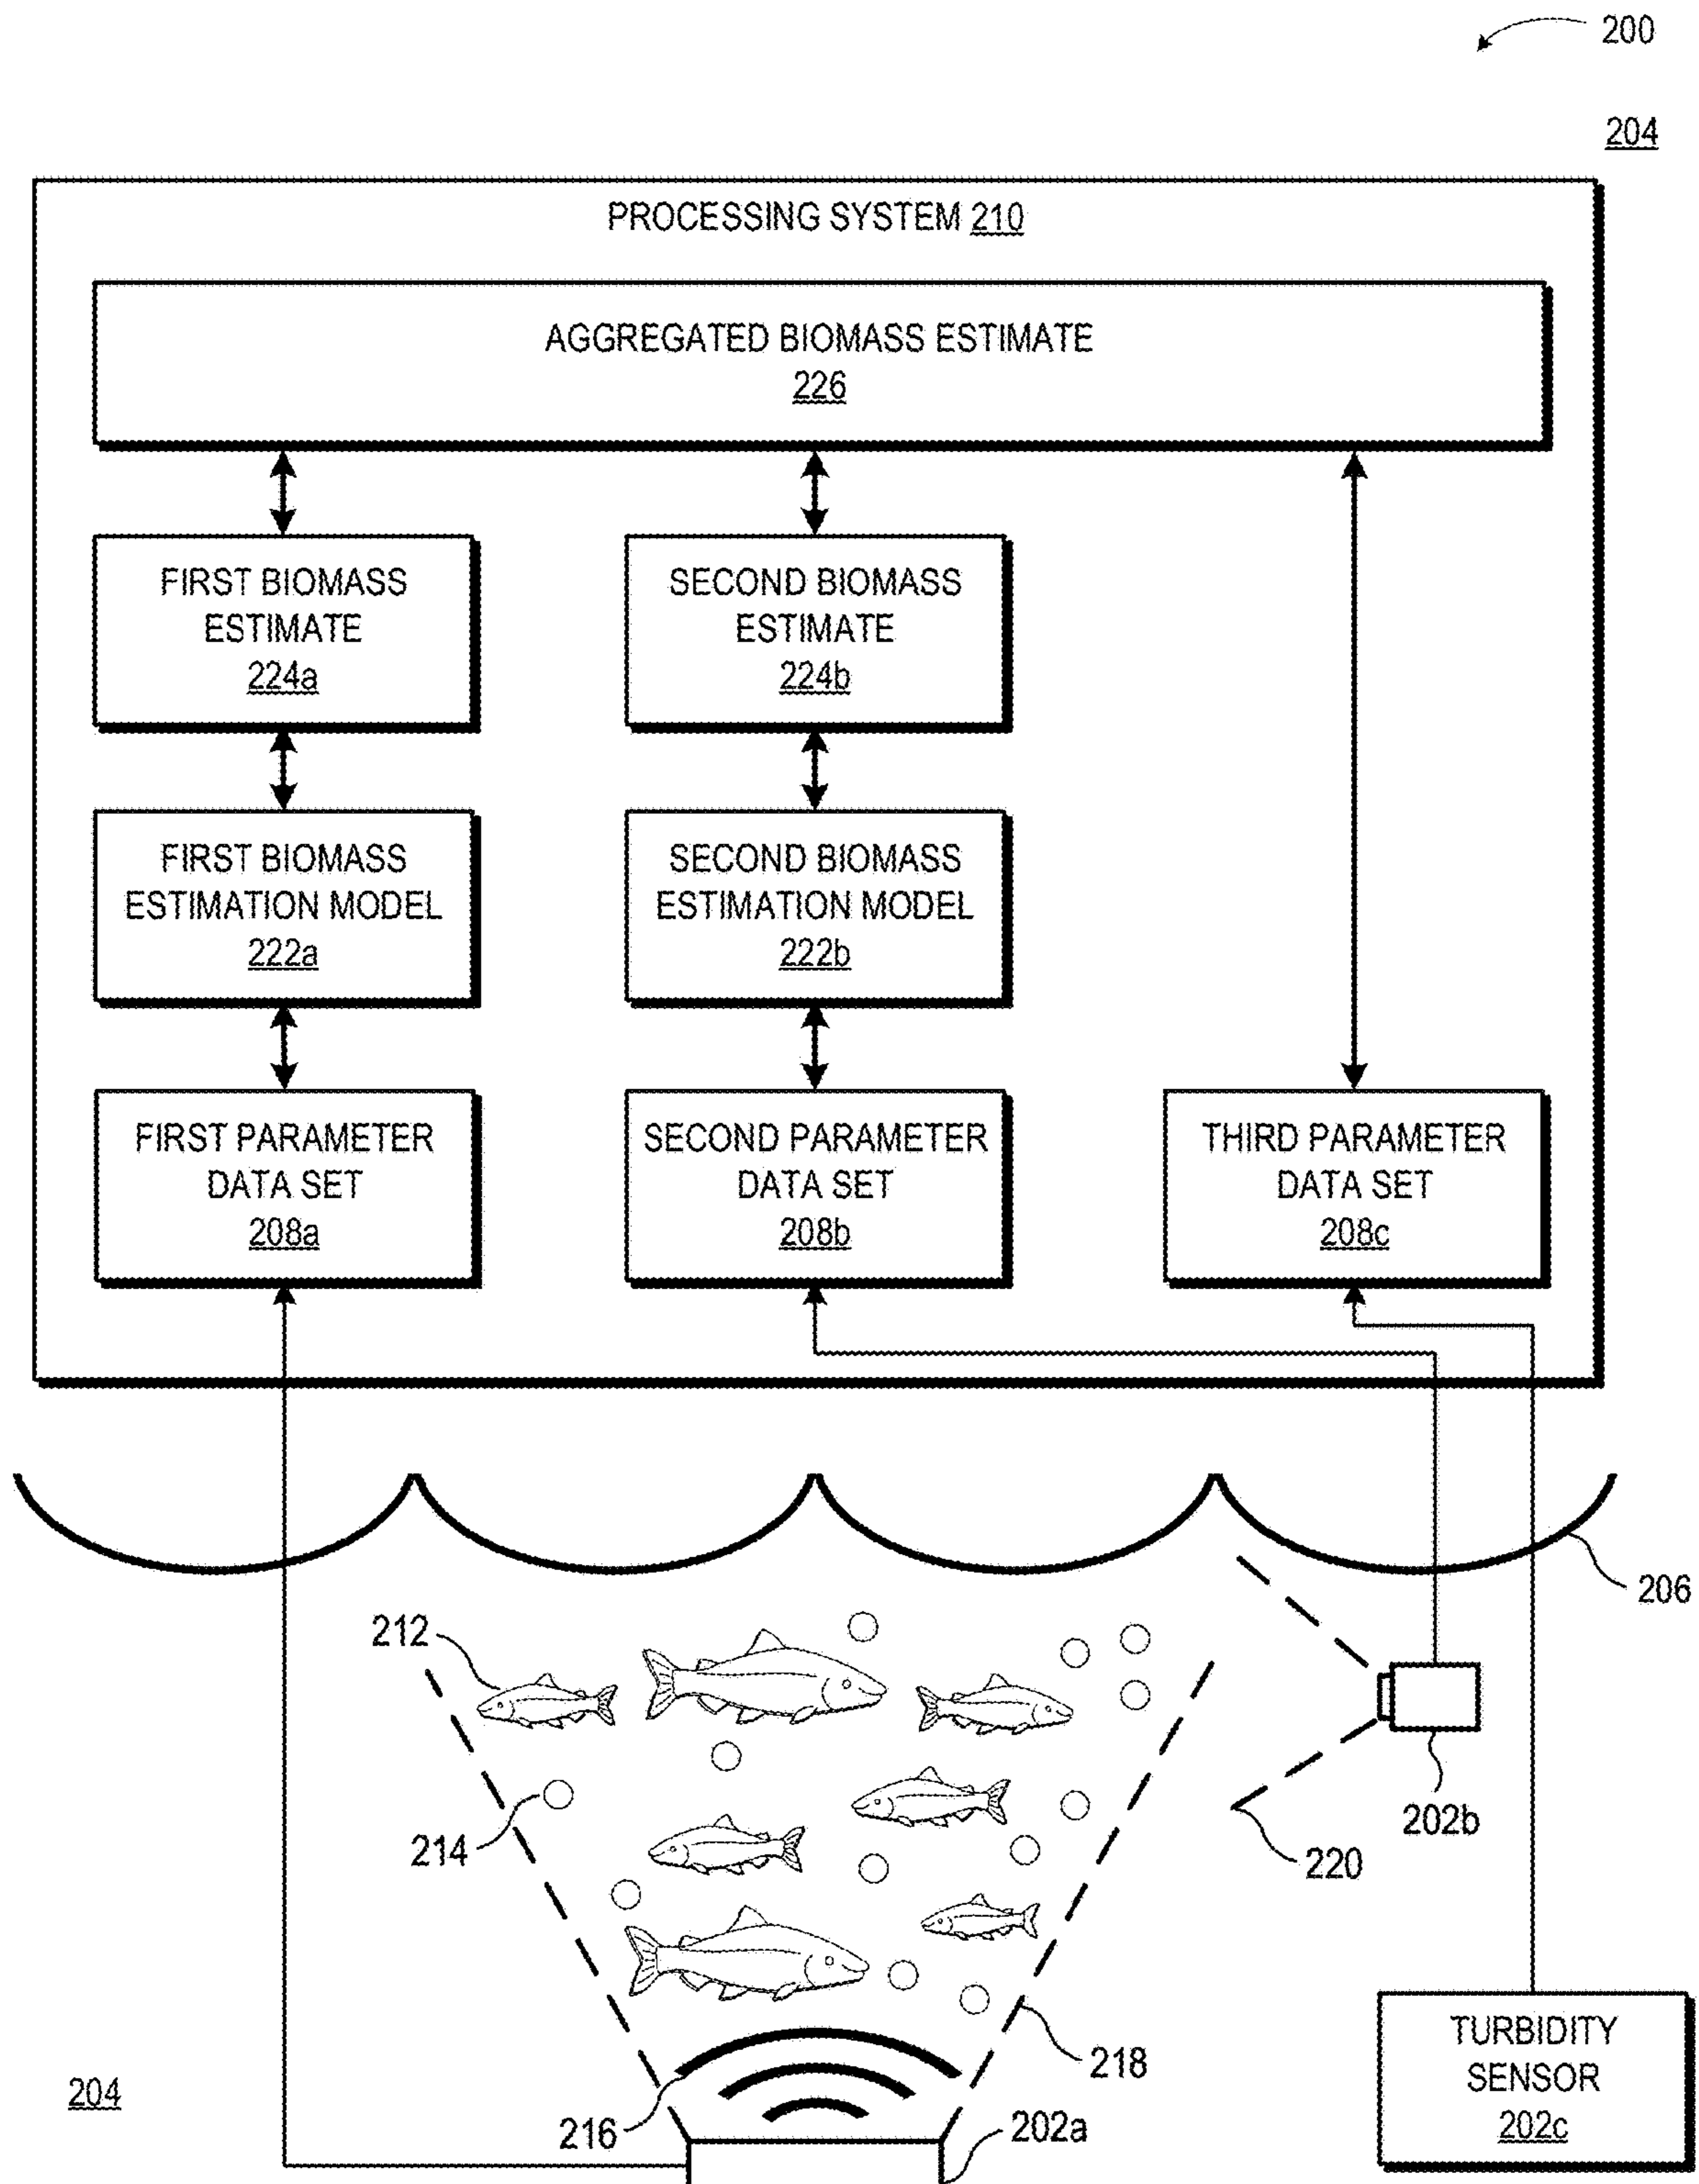 200
204
PROCESSING SYSTEM 210
AGGREGATED BIOMASS ESTIMATE
226
FIRST BIOMASS
ESTIMATE
224a
SECOND BIOMASS
ESTIMATE
224b
FIRST BIOMASS
ESTIMATION MODEL
222a
SECOND BIOMASS
ESTIMATION MODEL
222b
FIRST PARAMETER
DATA SET
208a
SECOND PARAMETER
DATA SET
208b
THIRD PARAMETER
DATA SET
208c
206
212
214
202b
220
218
216
202a
204
TURBIDITY
SENSOR
202c